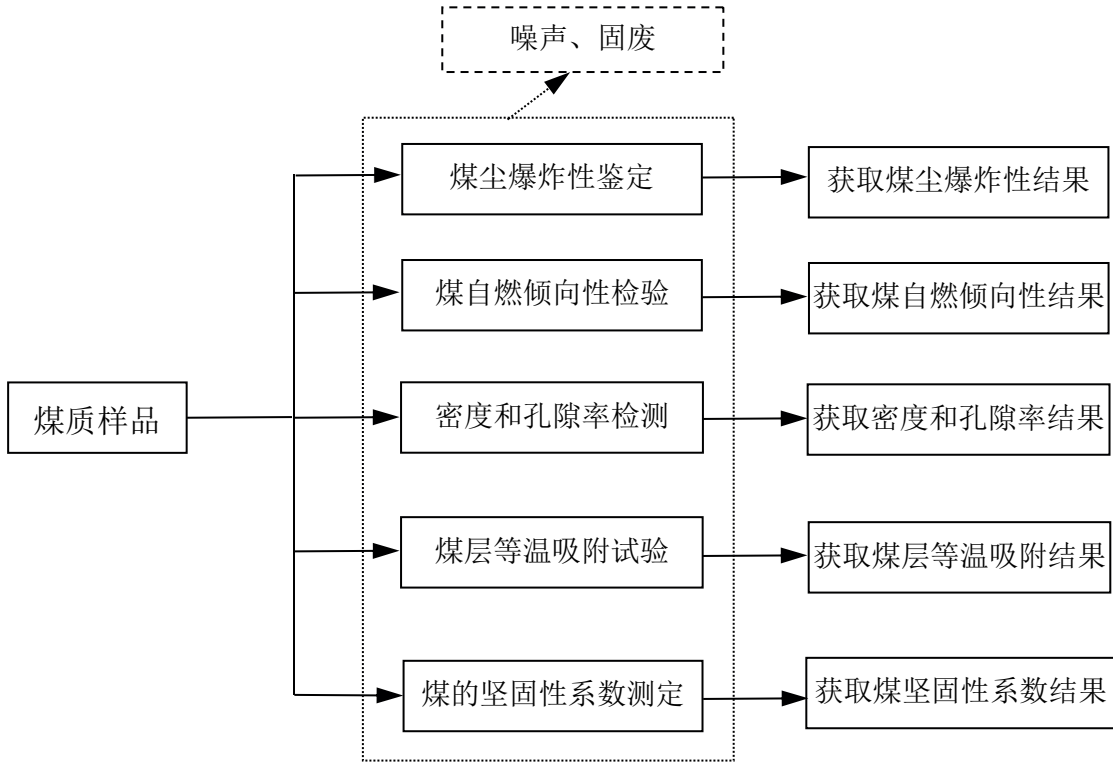 噪声、固废
煤尘爆炸性鉴定
获取煤尘爆炸性结果
煤自燃倾向性检验
获取煤自燃倾向性结果
煤质样品
密度和孔隙率检测
获取密度和孔隙率结果
煤层等温吸附试验
获取煤层等温吸附结果
煤的坚固性系数测定
获取煤坚固性系数结果